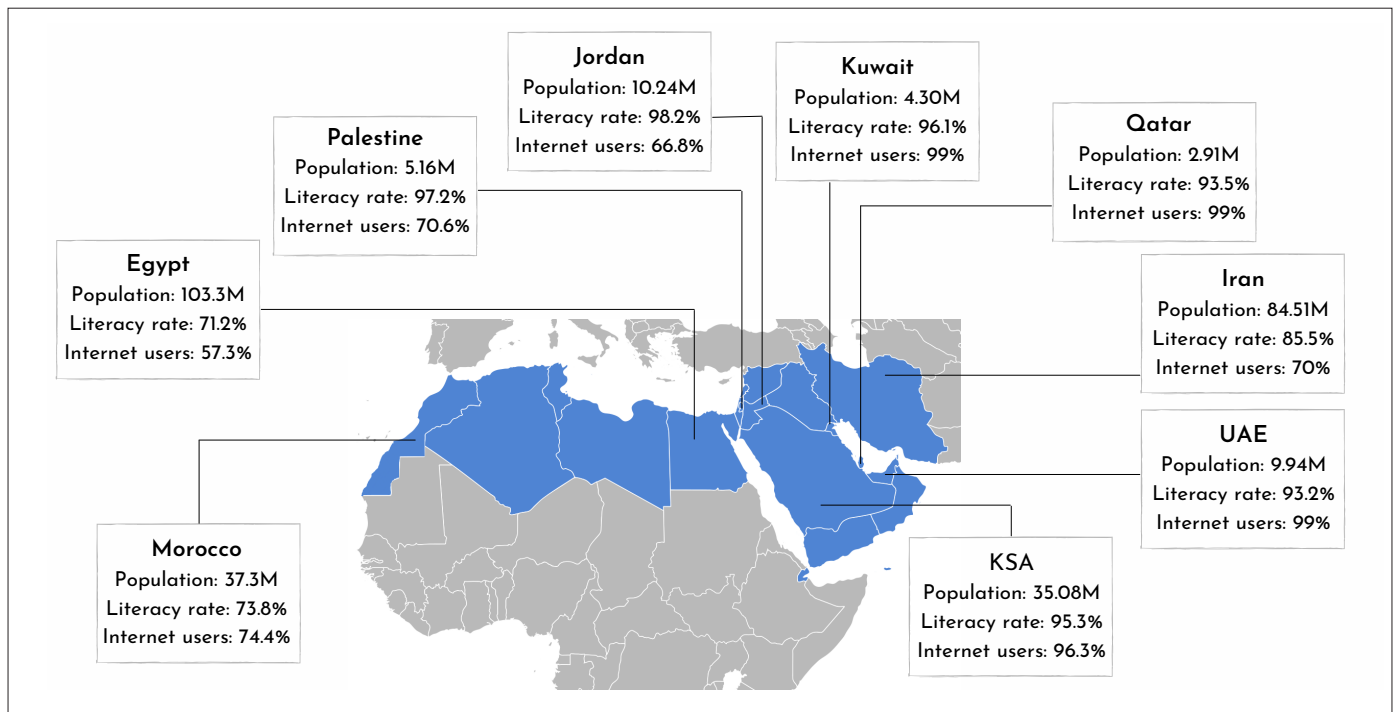 Jordan
Population: 10.24M
Literacy rate: 98.2%
Internet users: 66.8%
Kuwait
Population: 4.30M
Literacy rate: 96.1%
Internet users: 99%
Qatar
Population: 2.91M
Literacy rate: 93.5%
Internet users: 99%
Palestine
Population: 5.16M
Literacy rate: 97.2%
Internet users: 70.6%
Egypt
Population: 103.3M
Literacy rate: 71.2%
Internet users: 57.3%
Iran
Population: 84.51M
Literacy rate: 85.5%
Internet users: 70%
UAE
Population: 9.94M
Literacy rate: 93.2%
Internet users: 99%
Morocco
Population: 37.3M
Literacy rate: 73.8%
Internet users: 74.4%
KSA
Population: 35.08M
Literacy rate: 95.3%
Internet users: 96.3%